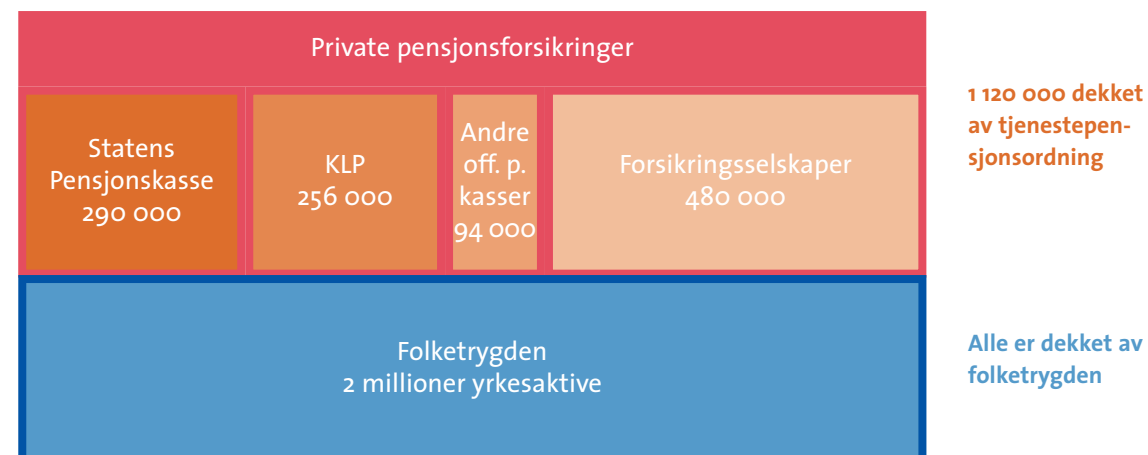 Private pensjonsforsikringer
Statens
Pensjonskasse
290 000
KLP
256 000
Andre
off. p.
kasser
94 000
Forsikringsselskaper
480 000
1 120 000 dekket
av tjenestepen-
sjonsordning
Folketrygden
2 millioner yrkesaktive
Alle er dekket av
folketrygden